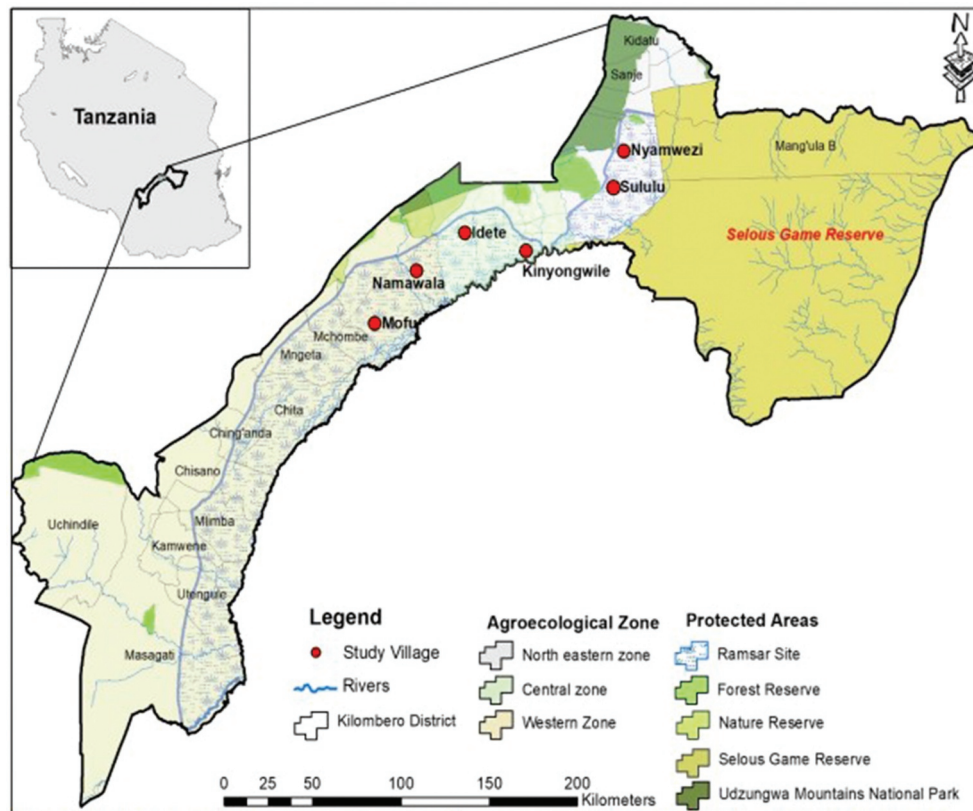 Tanzania
N
Kidatu
Sanje
Nyamwezi
Mang'ula B
Sululu
Selous Game Reserve
Idete
Kinyongwile
Namawala
Mofu
Mchombe
Mngeta
Chita
Ching'anda
Chisano
Uchindile
Mlimba
Kamwene
Utengule
Masagati
Legend
Study Village
Rivers
Kilombero District
Agroecological Zone
North eastern zone
Central zone
Western Zone
Protected Areas
Ramsar Site
Forest Reserve
Nature Reserve
Selous Game Reserve
Udzungwa Mountains National Park
0 25 50 100 150 200
Kilometers